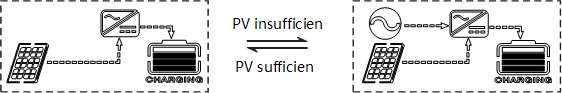 PV insufficien
PV sufficien
CHARGING
CHARGING